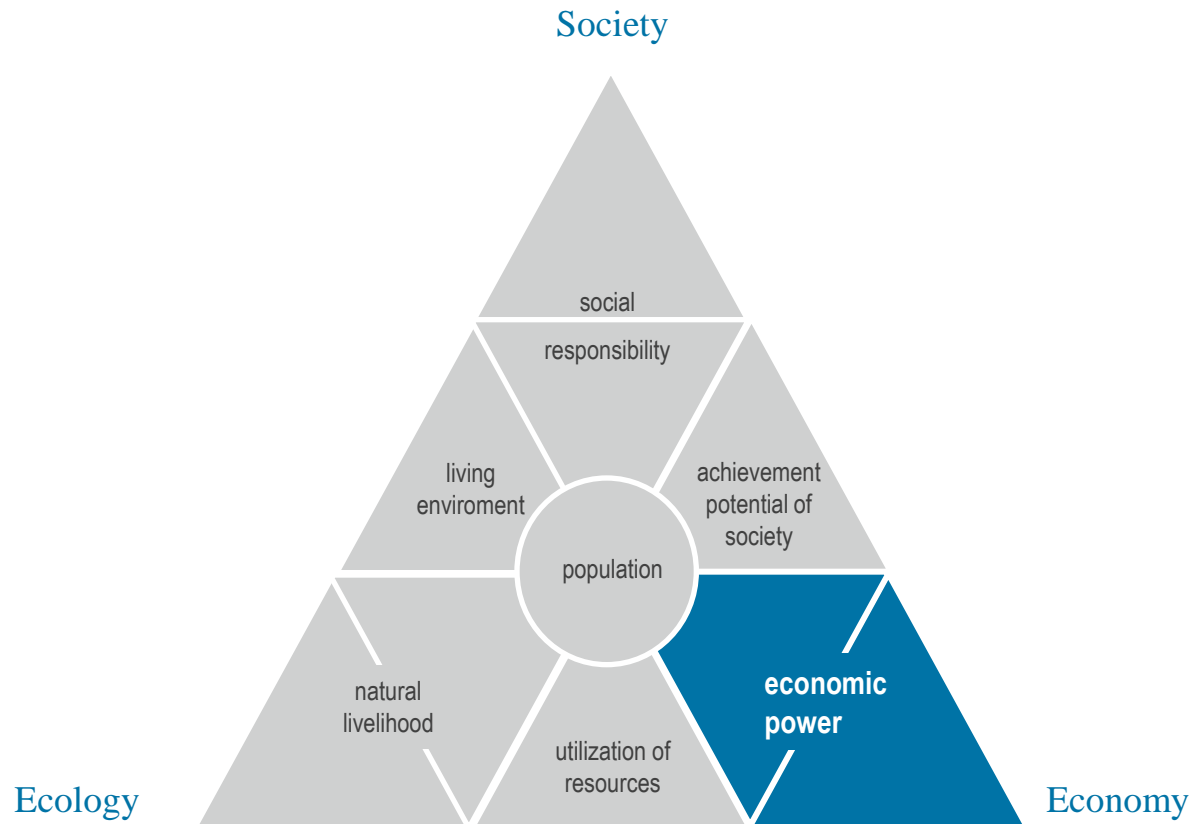 Society
social
responsibility
living
enviroment
achievement
potential of
society
population
natural
livelihood
economic
power
utilization of
resources
Ecology
Economy